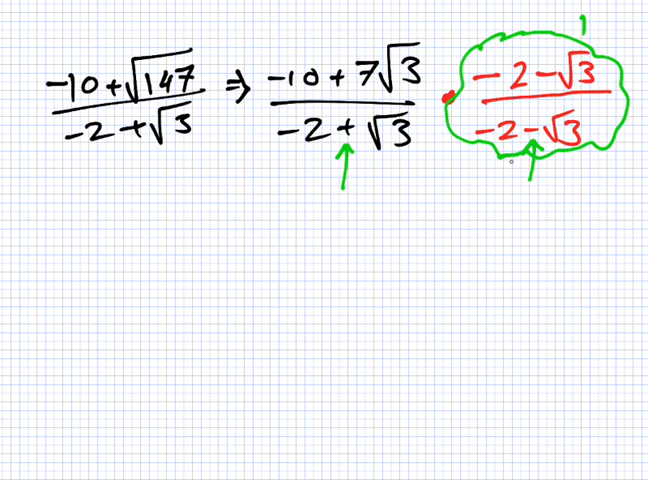 1
-10+√147 ⇒ -10+7√3 · -2-√3
-2+√3 -2+√3 -2-√3